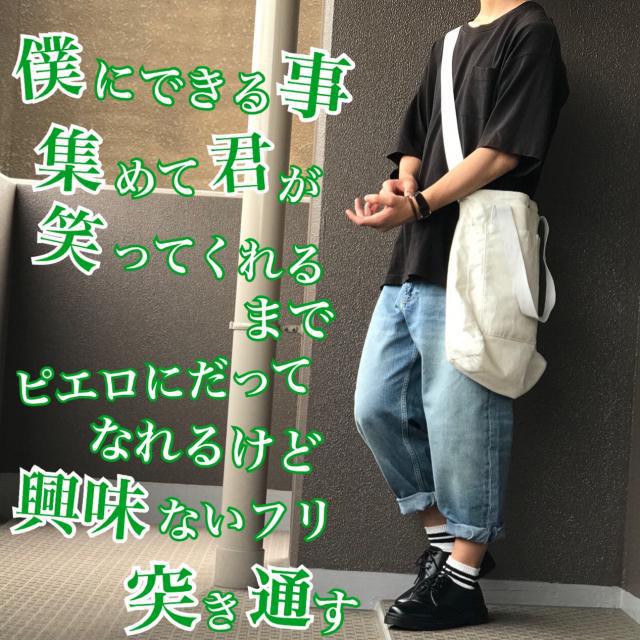 僕にできる事
集めて君が
笑ってくれる
まで
ピエロにだって
なれるけど
興味ないフリ
突き通す